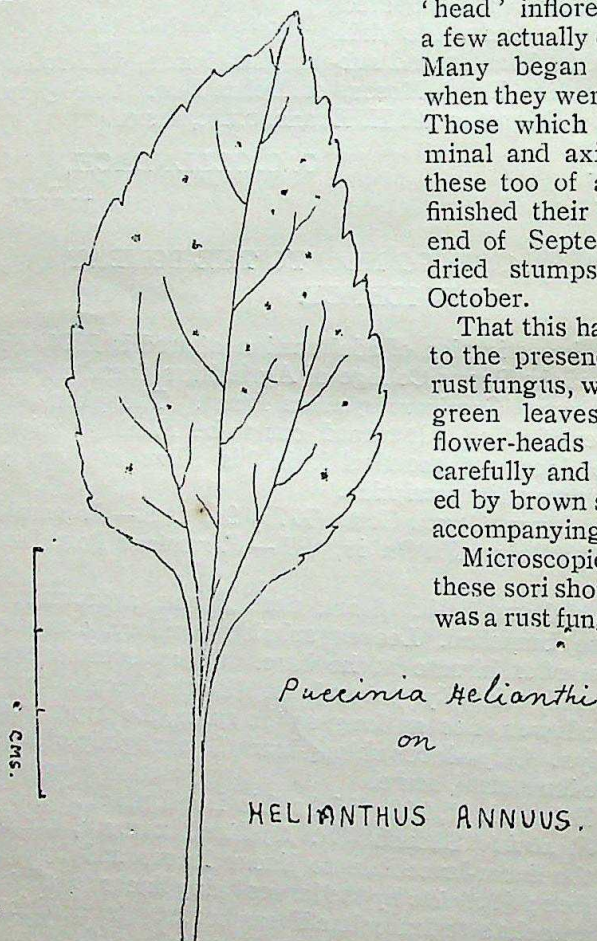 'head' inflore
a few actually
Many began
when they wer
Those which
minal and axi
these too of a
finished their
end of Septe
dried stumps
October.
That this ha
to the presen
rust fungus, w
green leaves
flower-heads
carefully and
ed by brown s
accompanying
Microscopic
these sori sho
was a rust fun
Puccinia Helianthi
on
HELIANTHUS ANNUUS.
cms.